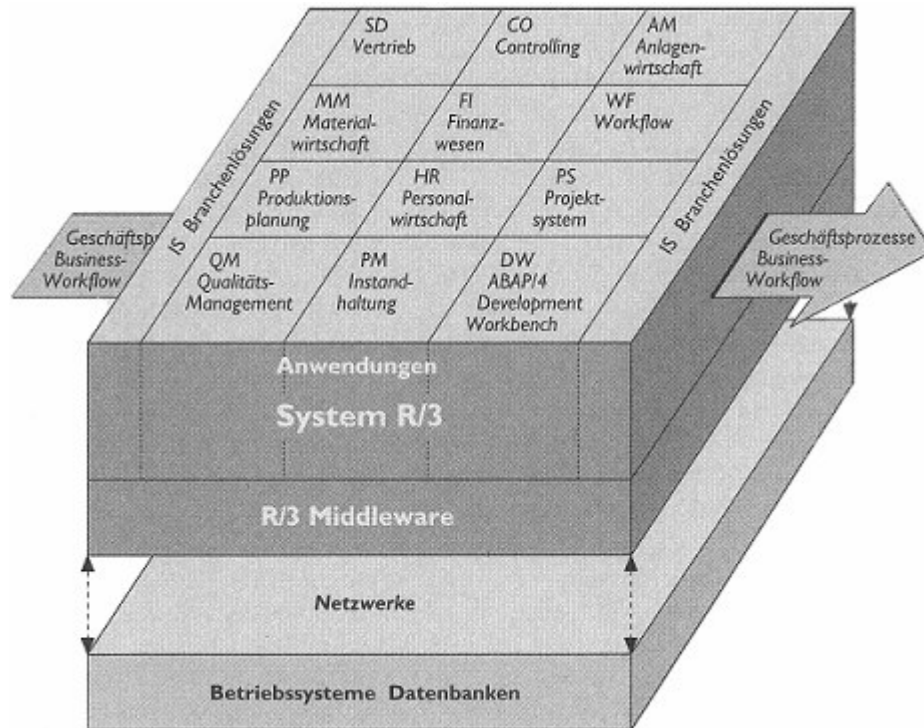 SD
Vertrieb
CO
Controlling
AM
Anlagen-
wirtschaft
MM
Material-
wirtschaft
FI
Finanz-
wesen
WF
Workflow
PP
Produktions-
planung
HR
Personal-
wirtschaft
PS
Projekt-
system
QM
Qualitäts-
Management
PM
Instand-
haltung
DW
ABAP/4
Development
Workbench
IS Branchenlösungen
IS Branchenlösungen
Geschäftspr
Business-
Workflow
Geschäftsprozesse
Business-
Workflow
Anwendungen
System R/3
R/3 Middleware
Netzwerke
Betriebssysteme Datenbanken